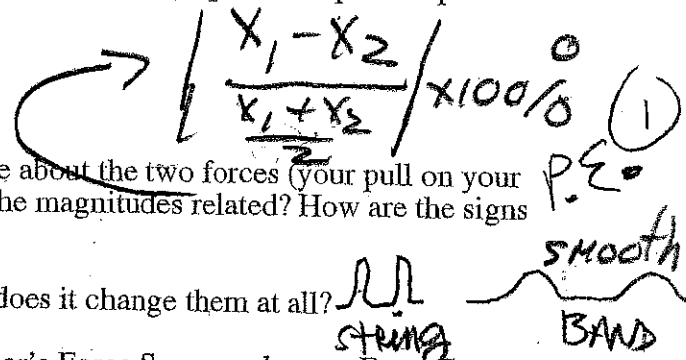 | (X₁ - X₂) / ((X₁ + X₂) / 2) | x100% (1)
P.E.
e about the two forces (your pull on your
he magnitudes related? How are the signs
SMOOTH
does it change them at all?
string
BAND